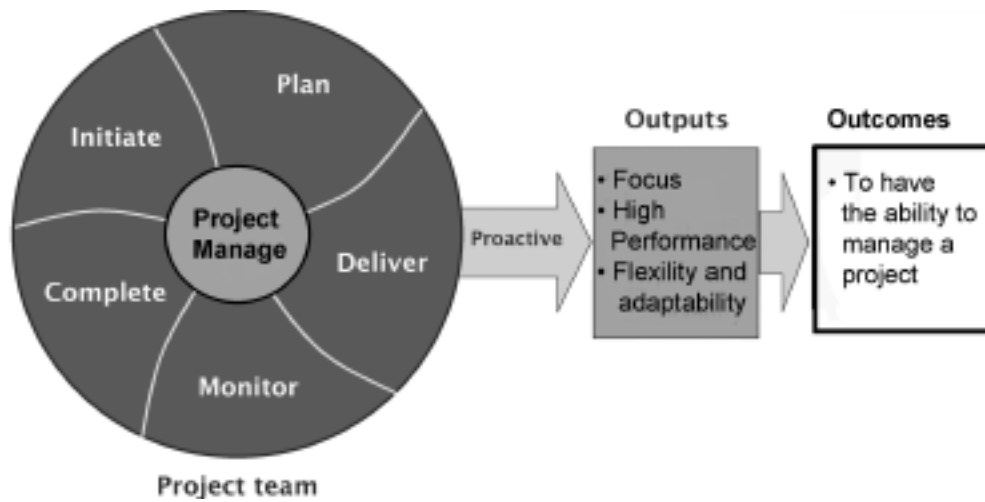 Plan
Initiate
Project
Manage
Deliver
Complete
Monitor
Project team
Proactive
Outputs
• Focus
• High
Performance
• Flexility and
adaptability
Outcomes
• To have
the ability to
manage a
project